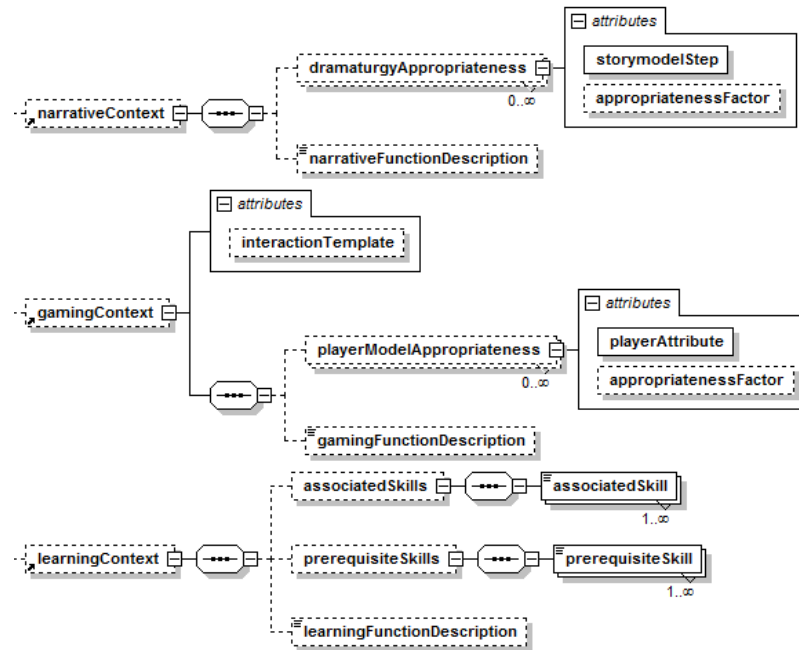 attributes
dramaturgyAppropriateness
storymodelStep
0..∞
appropriatenessFactor
narrativeContext
narrativeFunctionDescription
attributes
interactionTemplate
gamingContext
attributes
playerModelAppropriateness
playerAttribute
0..∞
appropriatenessFactor
gamingFunctionDescription
associatedSkills
associatedSkill
1..∞
learningContext
prerequisiteSkills
prerequisiteSkill
1..∞
learningFunctionDescription